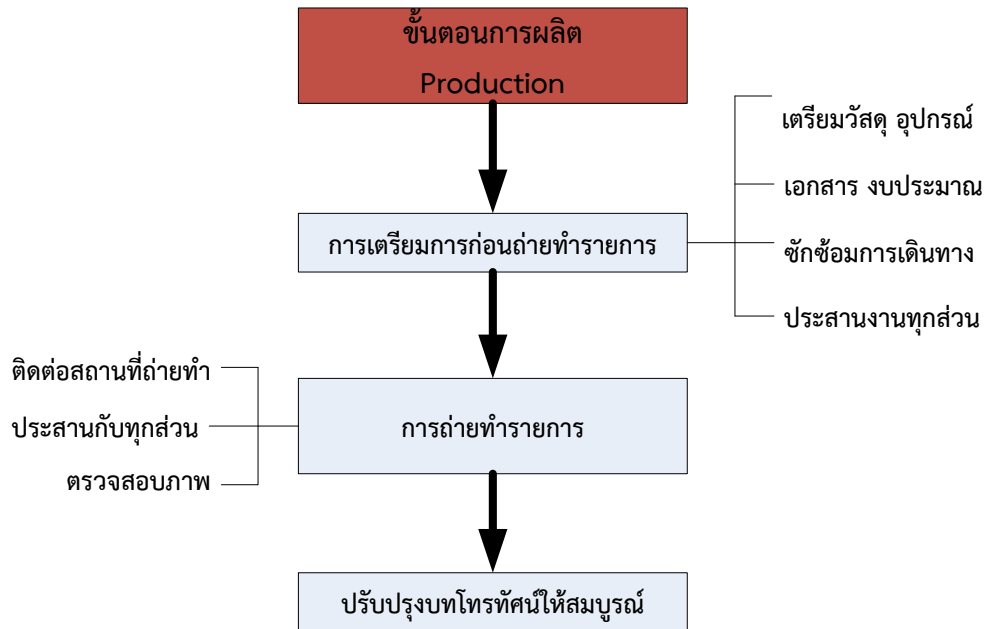 ขั้นตอนการผลิต
Production
เตรียมวัสดุ อุปกรณ์
เอกสาร งบประมาณ
การเตรียมการก่อนถ่ายทำรายการ
ซักซ้อมการเดินทาง
ประสานงานทุกส่วน
ติดต่อสถานที่ถ่ายทำ
ประสานกับทุกส่วน
การถ่ายทำรายการ
ตรวจสอบภาพ
ปรับปรุงบทโทรทัศน์ให้สมบูรณ์